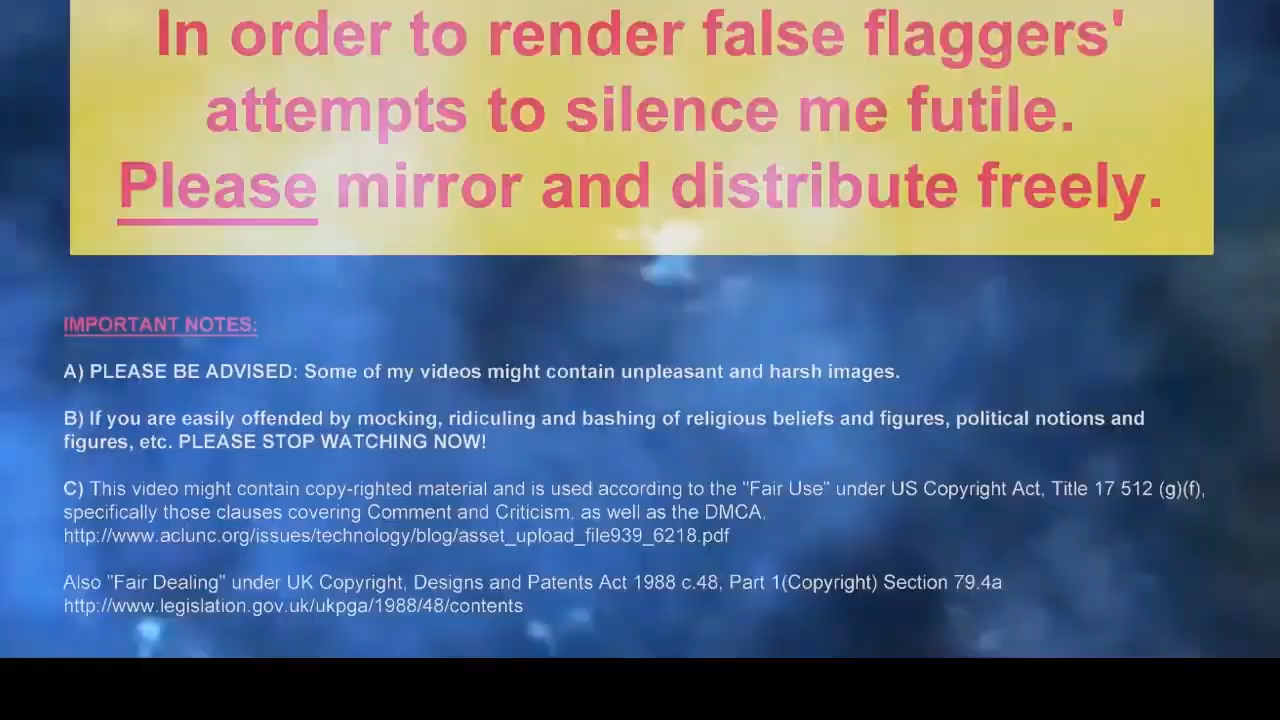 In order to render false flaggers'
attempts to silence me futile.
Please mirror and distribute freely.
IMPORTANT NOTES:
A) PLEASE BE ADVISED: Some of my videos might contain unpleasant and harsh images.
B) If you are easily offended by mocking, ridiculing and bashing of religious beliefs and figures, political notions and
figures, etc. PLEASE STOP WATCHING NOW!
C) This video might contain copy-righted material and is used according to the "Fair Use" under US Copyright Act, Title 17 512 (g)(f),
specifically those clauses covering Comment and Criticism, as well as the DMCA,
http://www.aclunc.org/issues/technology/blog/asset_upload_file939_6218.pdf
Also "Fair Dealing" under UK Copyright, Designs and Patents Act 1988 c.48, Part 1(Copyright) Section 79.4a
http://www.legislation.gov.uk/ukpga/1988/48/contents